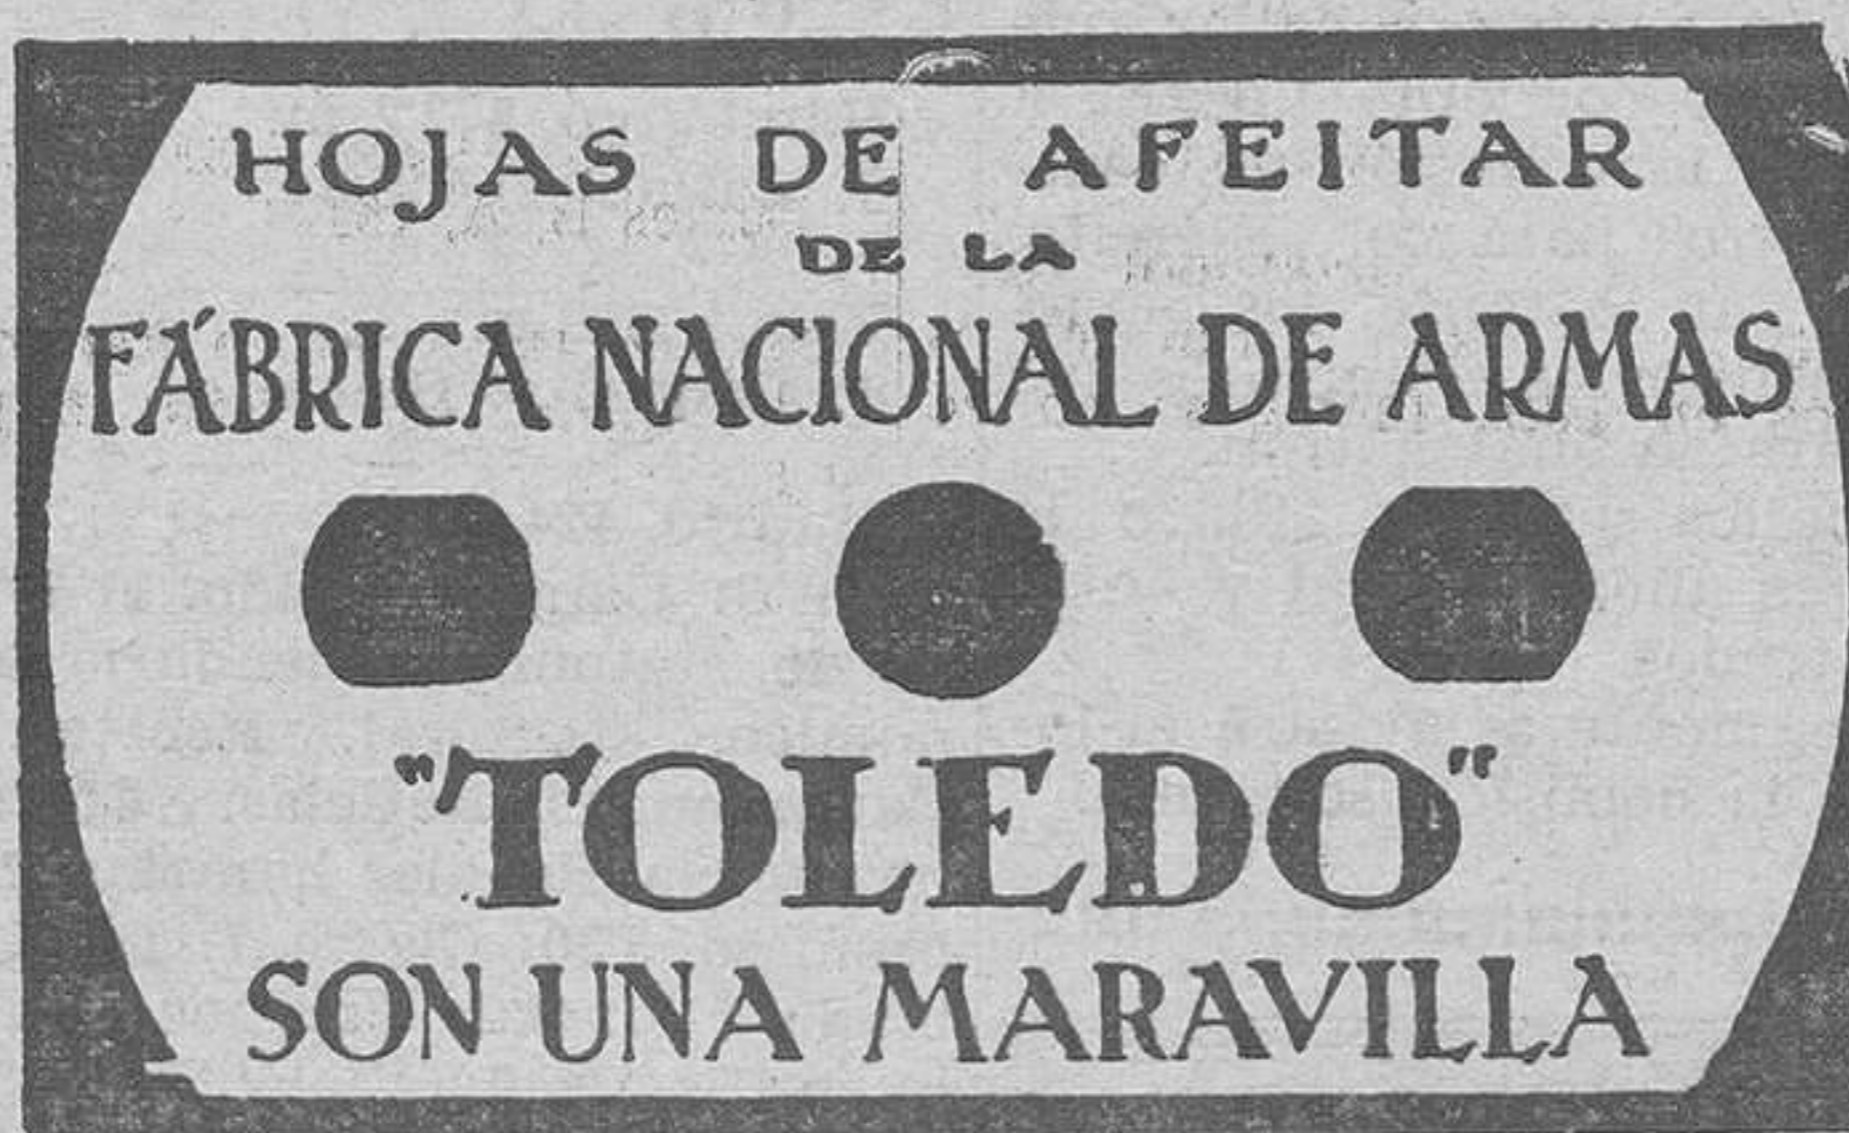 HOJAS DE AFEITAR
DE LA
FÁBRICA NACIONAL DE ARMAS
"TOLEDO"
SON UNA MARAVILLA